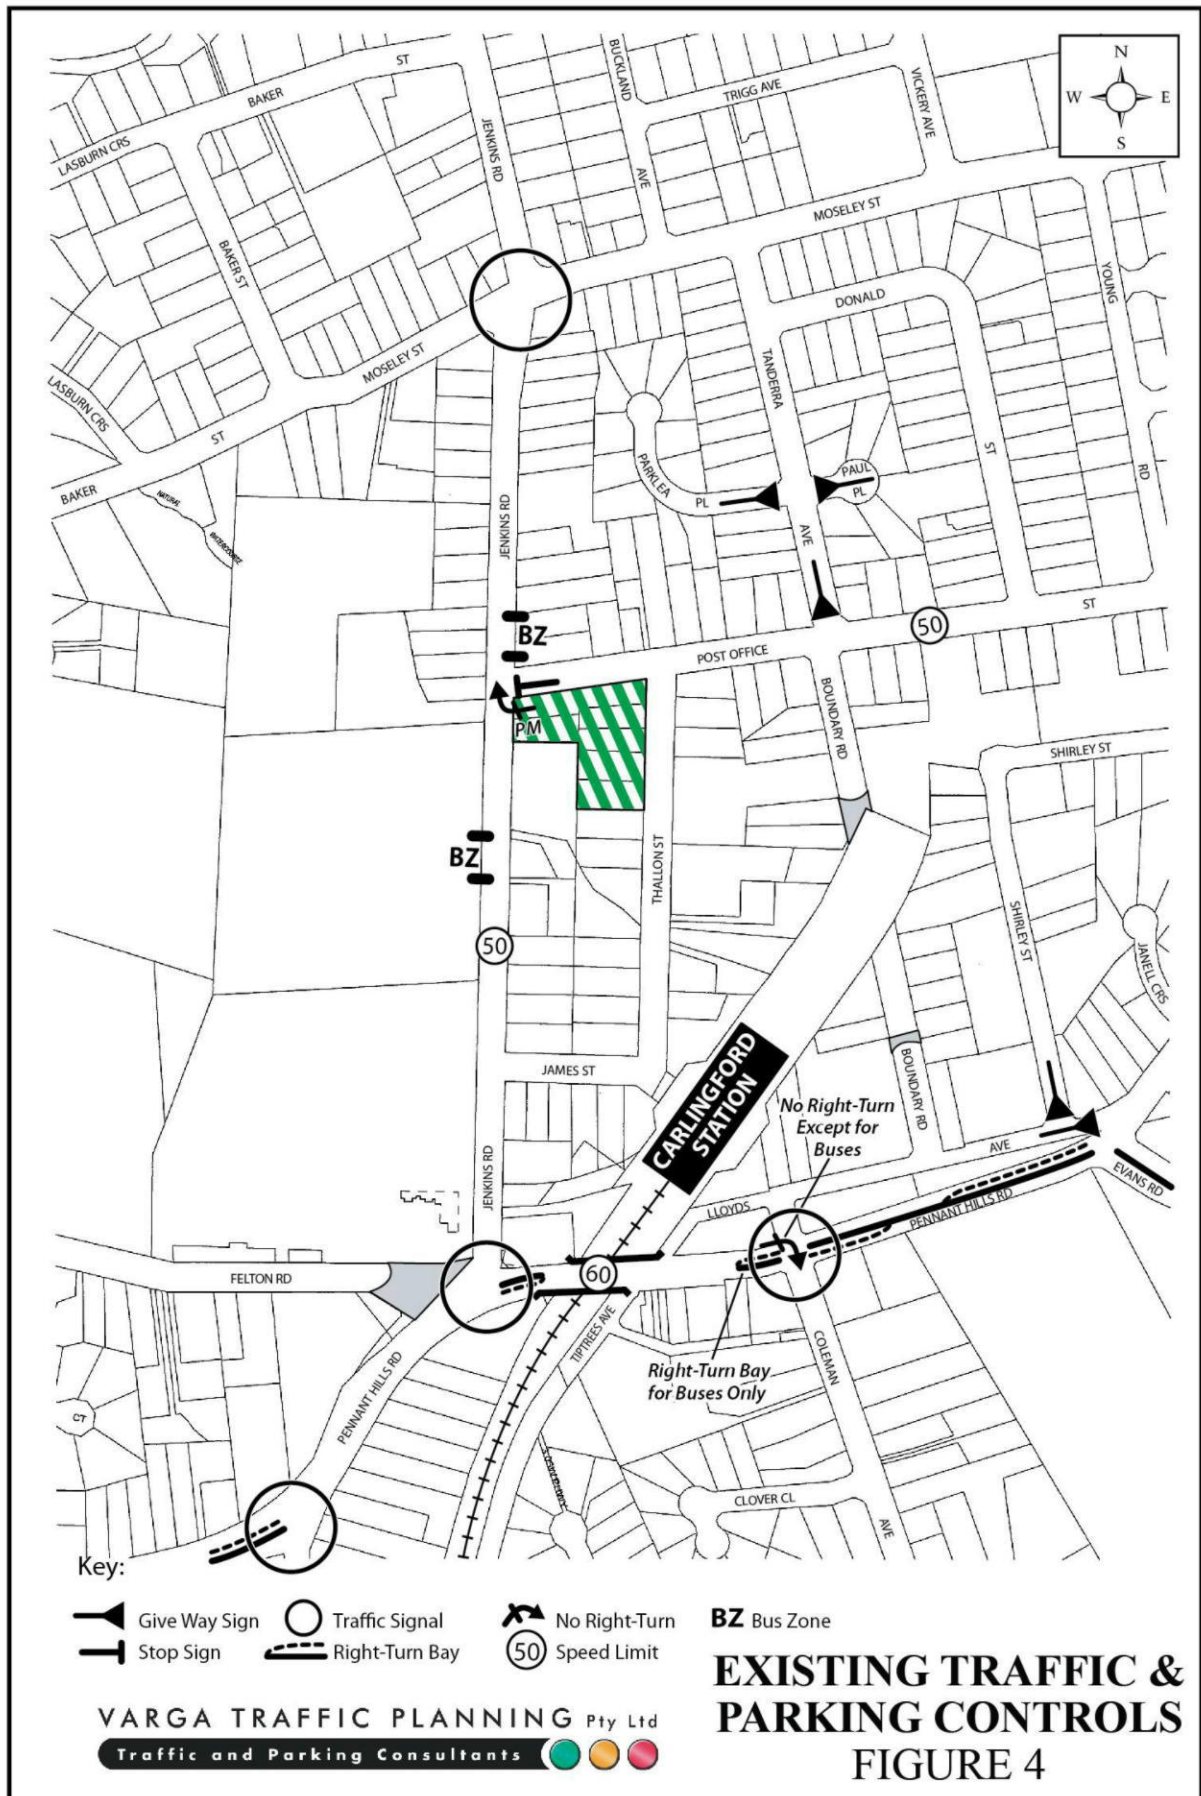 ST
BAKER
LASBURN CRS
JENKINS RD
BUCKLAND
AVE
TRIGG AVE
VICKERY AVE
N
W
E
S
BAKER ST
MOSELEY ST
MOSELEY ST
DONALD
ST
YOUNG
RD
LASBURN CRS
ST
BAKER
NATURAL
WATERCOURSE
TANDERRA
AVE
PARKLEA
PL
PAUL
PL
JENKINS RD
BZ
POST OFFICE
ST
50
PM
BOUNDARY RD
SHIRLEY ST
BZ
THALLON ST
50
SHIRLEY ST
JANELL CRS
JAMES ST
CARLINGFORD
STATION
BOUNDARY RD
No Right-Turn
Except for
Buses
JENKINS RD
LLOYDS
AVE
EVANS RD
PENNANT HILLS RD
FELTON RD
60
TIPTREES AVE
Right-Turn Bay
for Buses Only
COLEMAN
AVE
PENNANT HILLS RD
CT
CLOVER CL
Key:
Give Way Sign
Traffic Signal
No Right-Turn
BZ Bus Zone
Stop Sign
Right-Turn Bay
50 Speed Limit
EXISTING TRAFFIC &
PARKING CONTROLS
FIGURE 4
VARGA TRAFFIC PLANNING Pty Ltd
Traffic and Parking Consultants